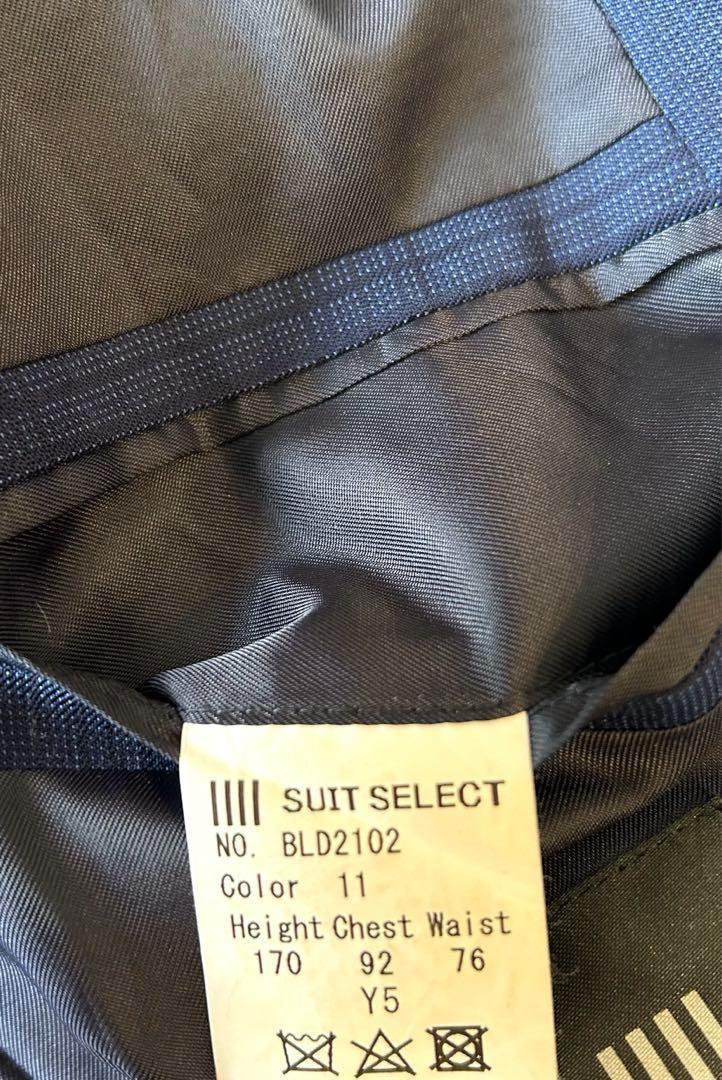 SUIT SELECT
NO. BLD2102
Color 11
Height Chest Waist
170 92 76
Y5